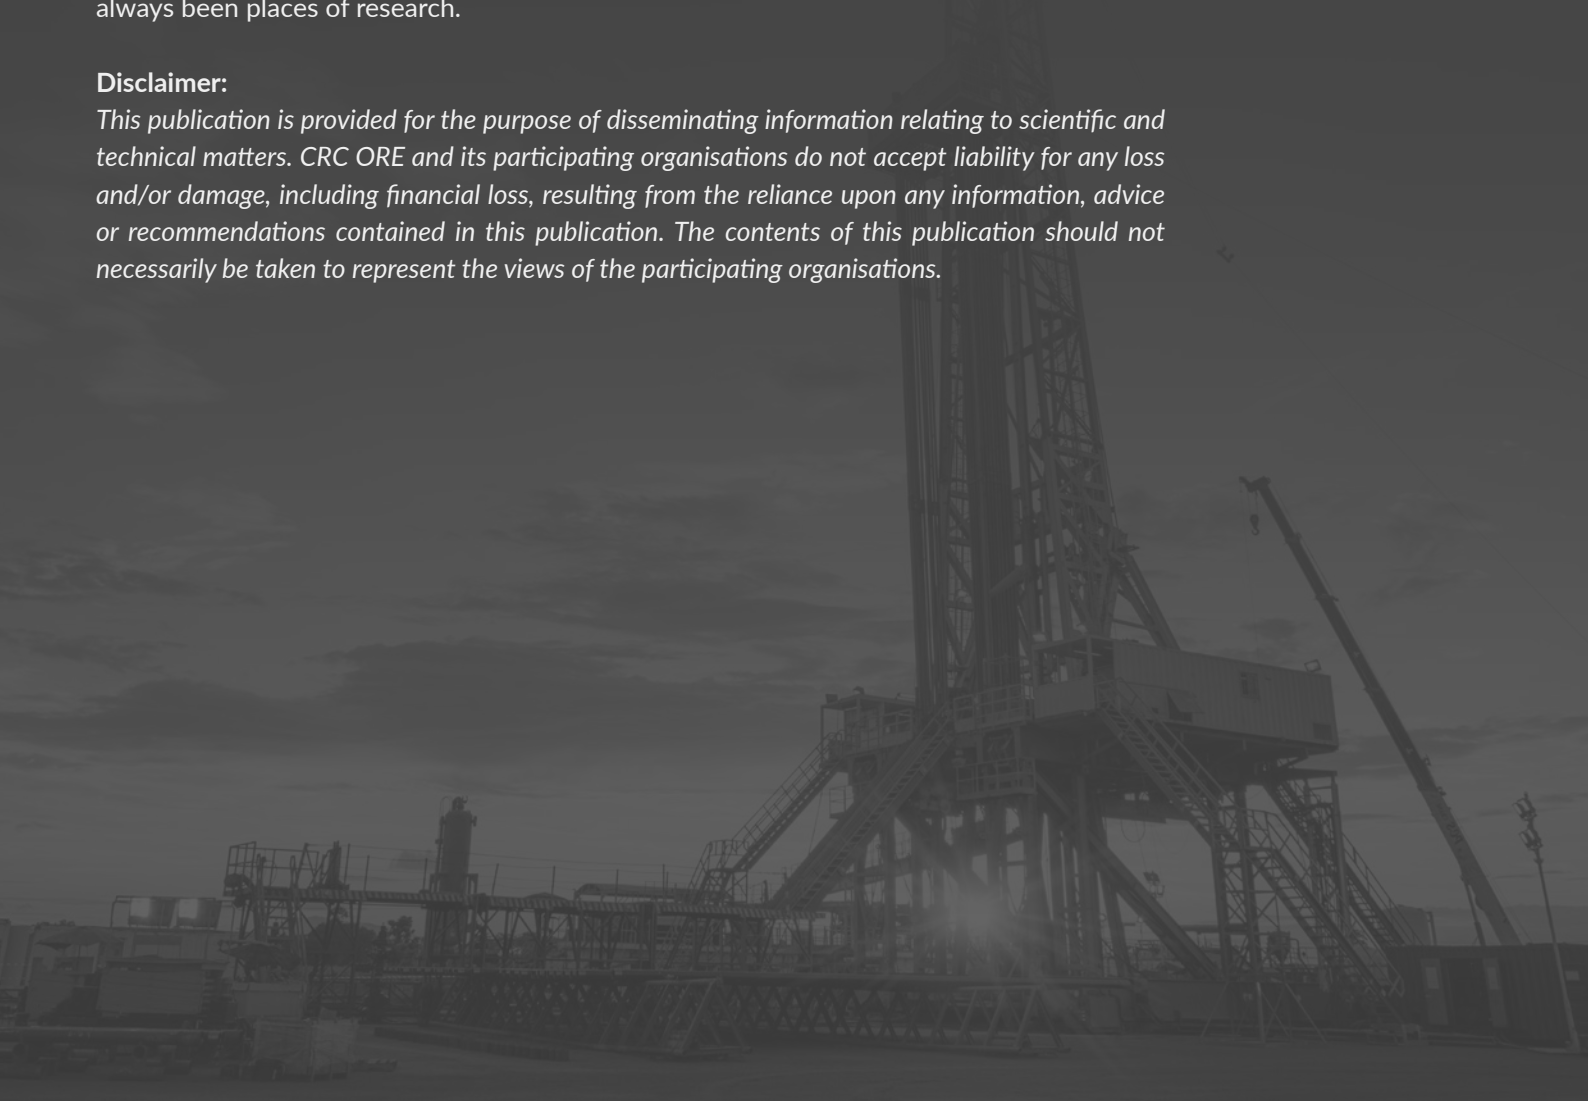 always been places of research.
Disclaimer:
This publication is provided for the purpose of disseminating information relating to scientific and
technical matters. CRC ORE and its participating organisations do not accept liability for any loss
and/or damage, including financial loss, resulting from the reliance upon any information, advice
or recommendations contained in this publication. The contents of this publication should not
necessarily be taken to represent the views of the participating organisations.